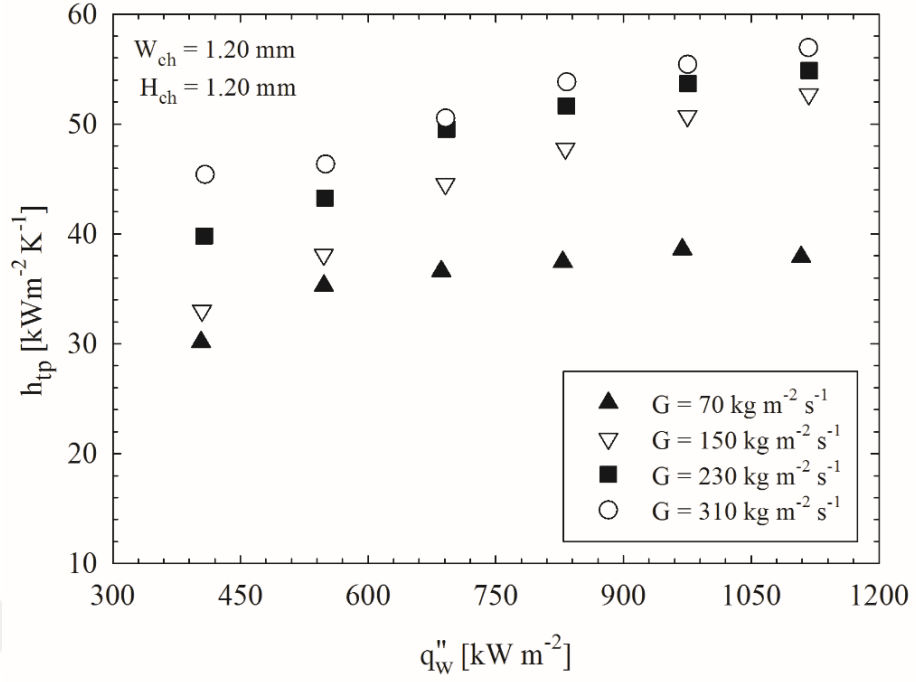 60
50
40
30
20
10
h_tp [kWm^-2 K^-1]
W_ch = 1.20 mm
H_ch = 1.20 mm
G = 70 kg m^-2 s^-1
G = 150 kg m^-2 s^-1
G = 230 kg m^-2 s^-1
G = 310 kg m^-2 s^-1
300 450 600 750 900 1050 1200
q''_w [kW m^-2]